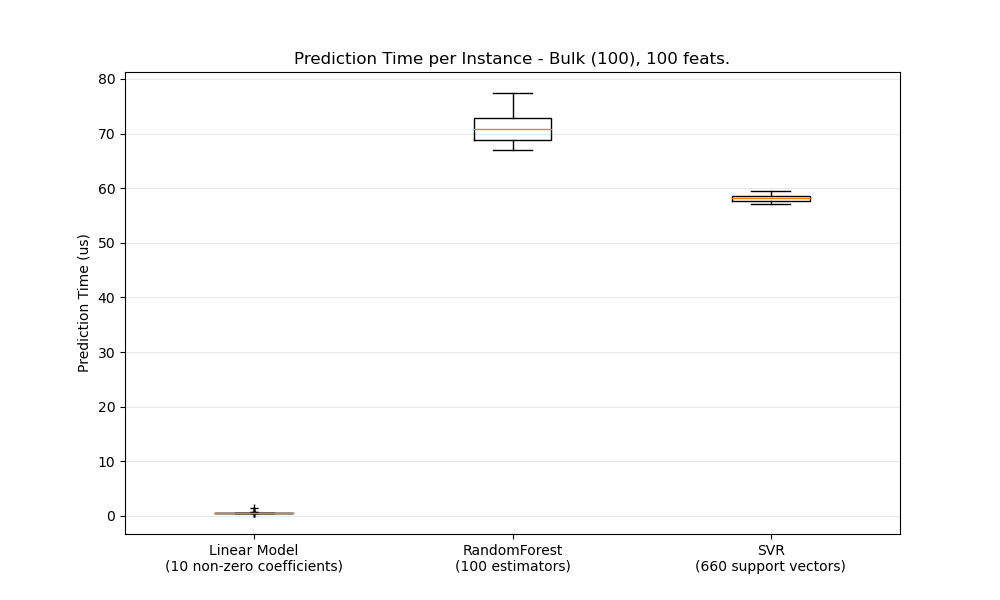 Prediction Time per Instance - Bulk (100), 100 feats.
Prediction Time (us)
80
70
60
50
40
30
20
10
0
Linear Model
(10 non-zero coefficients)
RandomForest
(100 estimators)
SVR
(660 support vectors)